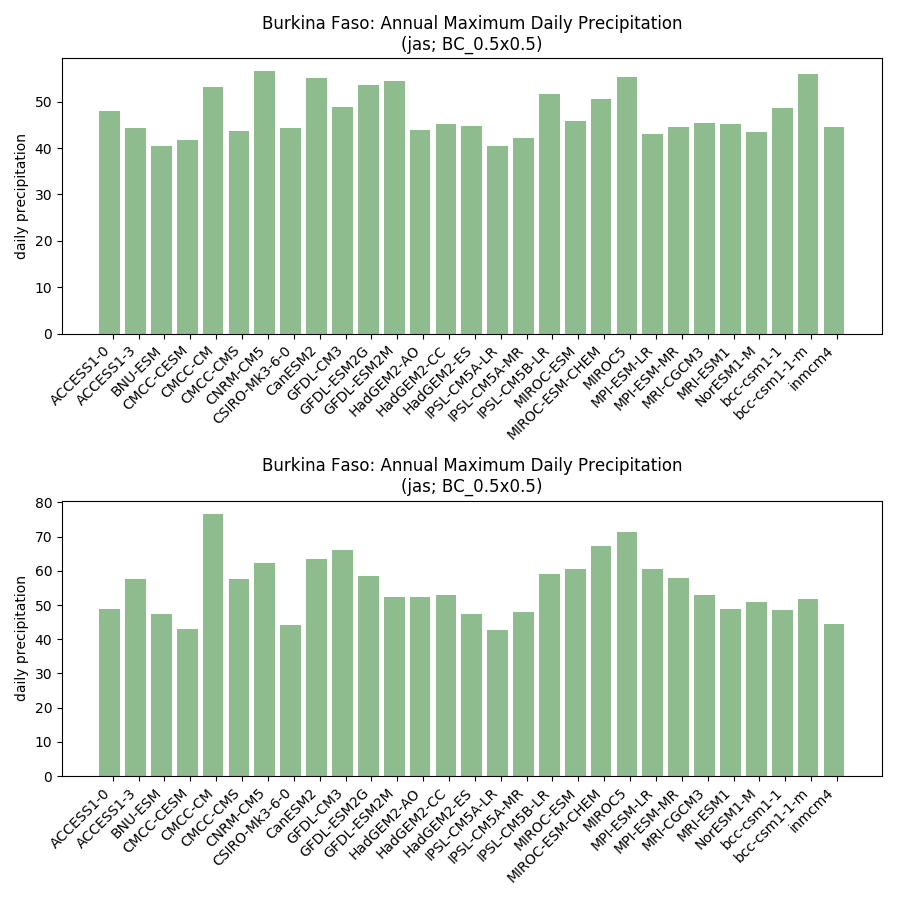 Burkina Faso: Annual Maximum Daily Precipitation
(jas; BC_0.5x0.5)
daily precipitation
50
40
30
20
10
0
ACCESS1-0
ACCESS1-3
BNU-ESM
CMCC-CESM
CMCC-CM
CMCC-CMS
CNRM-CM5
CSIRO-Mk3-6-0
CanESM2
GFDL-CM3
GFDL-ESM2G
GFDL-ESM2M
HadGEM2-AO
HadGEM2-CC
HadGEM2-ES
IPSL-CM5A-LR
IPSL-CM5A-MR
IPSL-CM5B-LR
MIROC-ESM
MIROC-ESM-CHEM
MIROC5
MPI-ESM-LR
MPI-ESM-MR
MRI-CGCM3
MRI-ESM1
NorESM1-M
bcc-csm1-1
bcc-csm1-1-m
inmcm4
Burkina Faso: Annual Maximum Daily Precipitation
(jas; BC_0.5x0.5)
daily precipitation
80
70
60
50
40
30
20
10
0
ACCESS1-0
ACCESS1-3
BNU-ESM
CMCC-CESM
CMCC-CM
CMCC-CMS
CNRM-CM5
CSIRO-Mk3-6-0
CanESM2
GFDL-CM3
GFDL-ESM2G
GFDL-ESM2M
HadGEM2-AO
HadGEM2-CC
HadGEM2-ES
IPSL-CM5A-LR
IPSL-CM5A-MR
IPSL-CM5B-LR
MIROC-ESM
MIROC-ESM-CHEM
MIROC5
MPI-ESM-LR
MPI-ESM-MR
MRI-CGCM3
MRI-ESM1
NorESM1-M
bcc-csm1-1
bcc-csm1-1-m
inmcm4